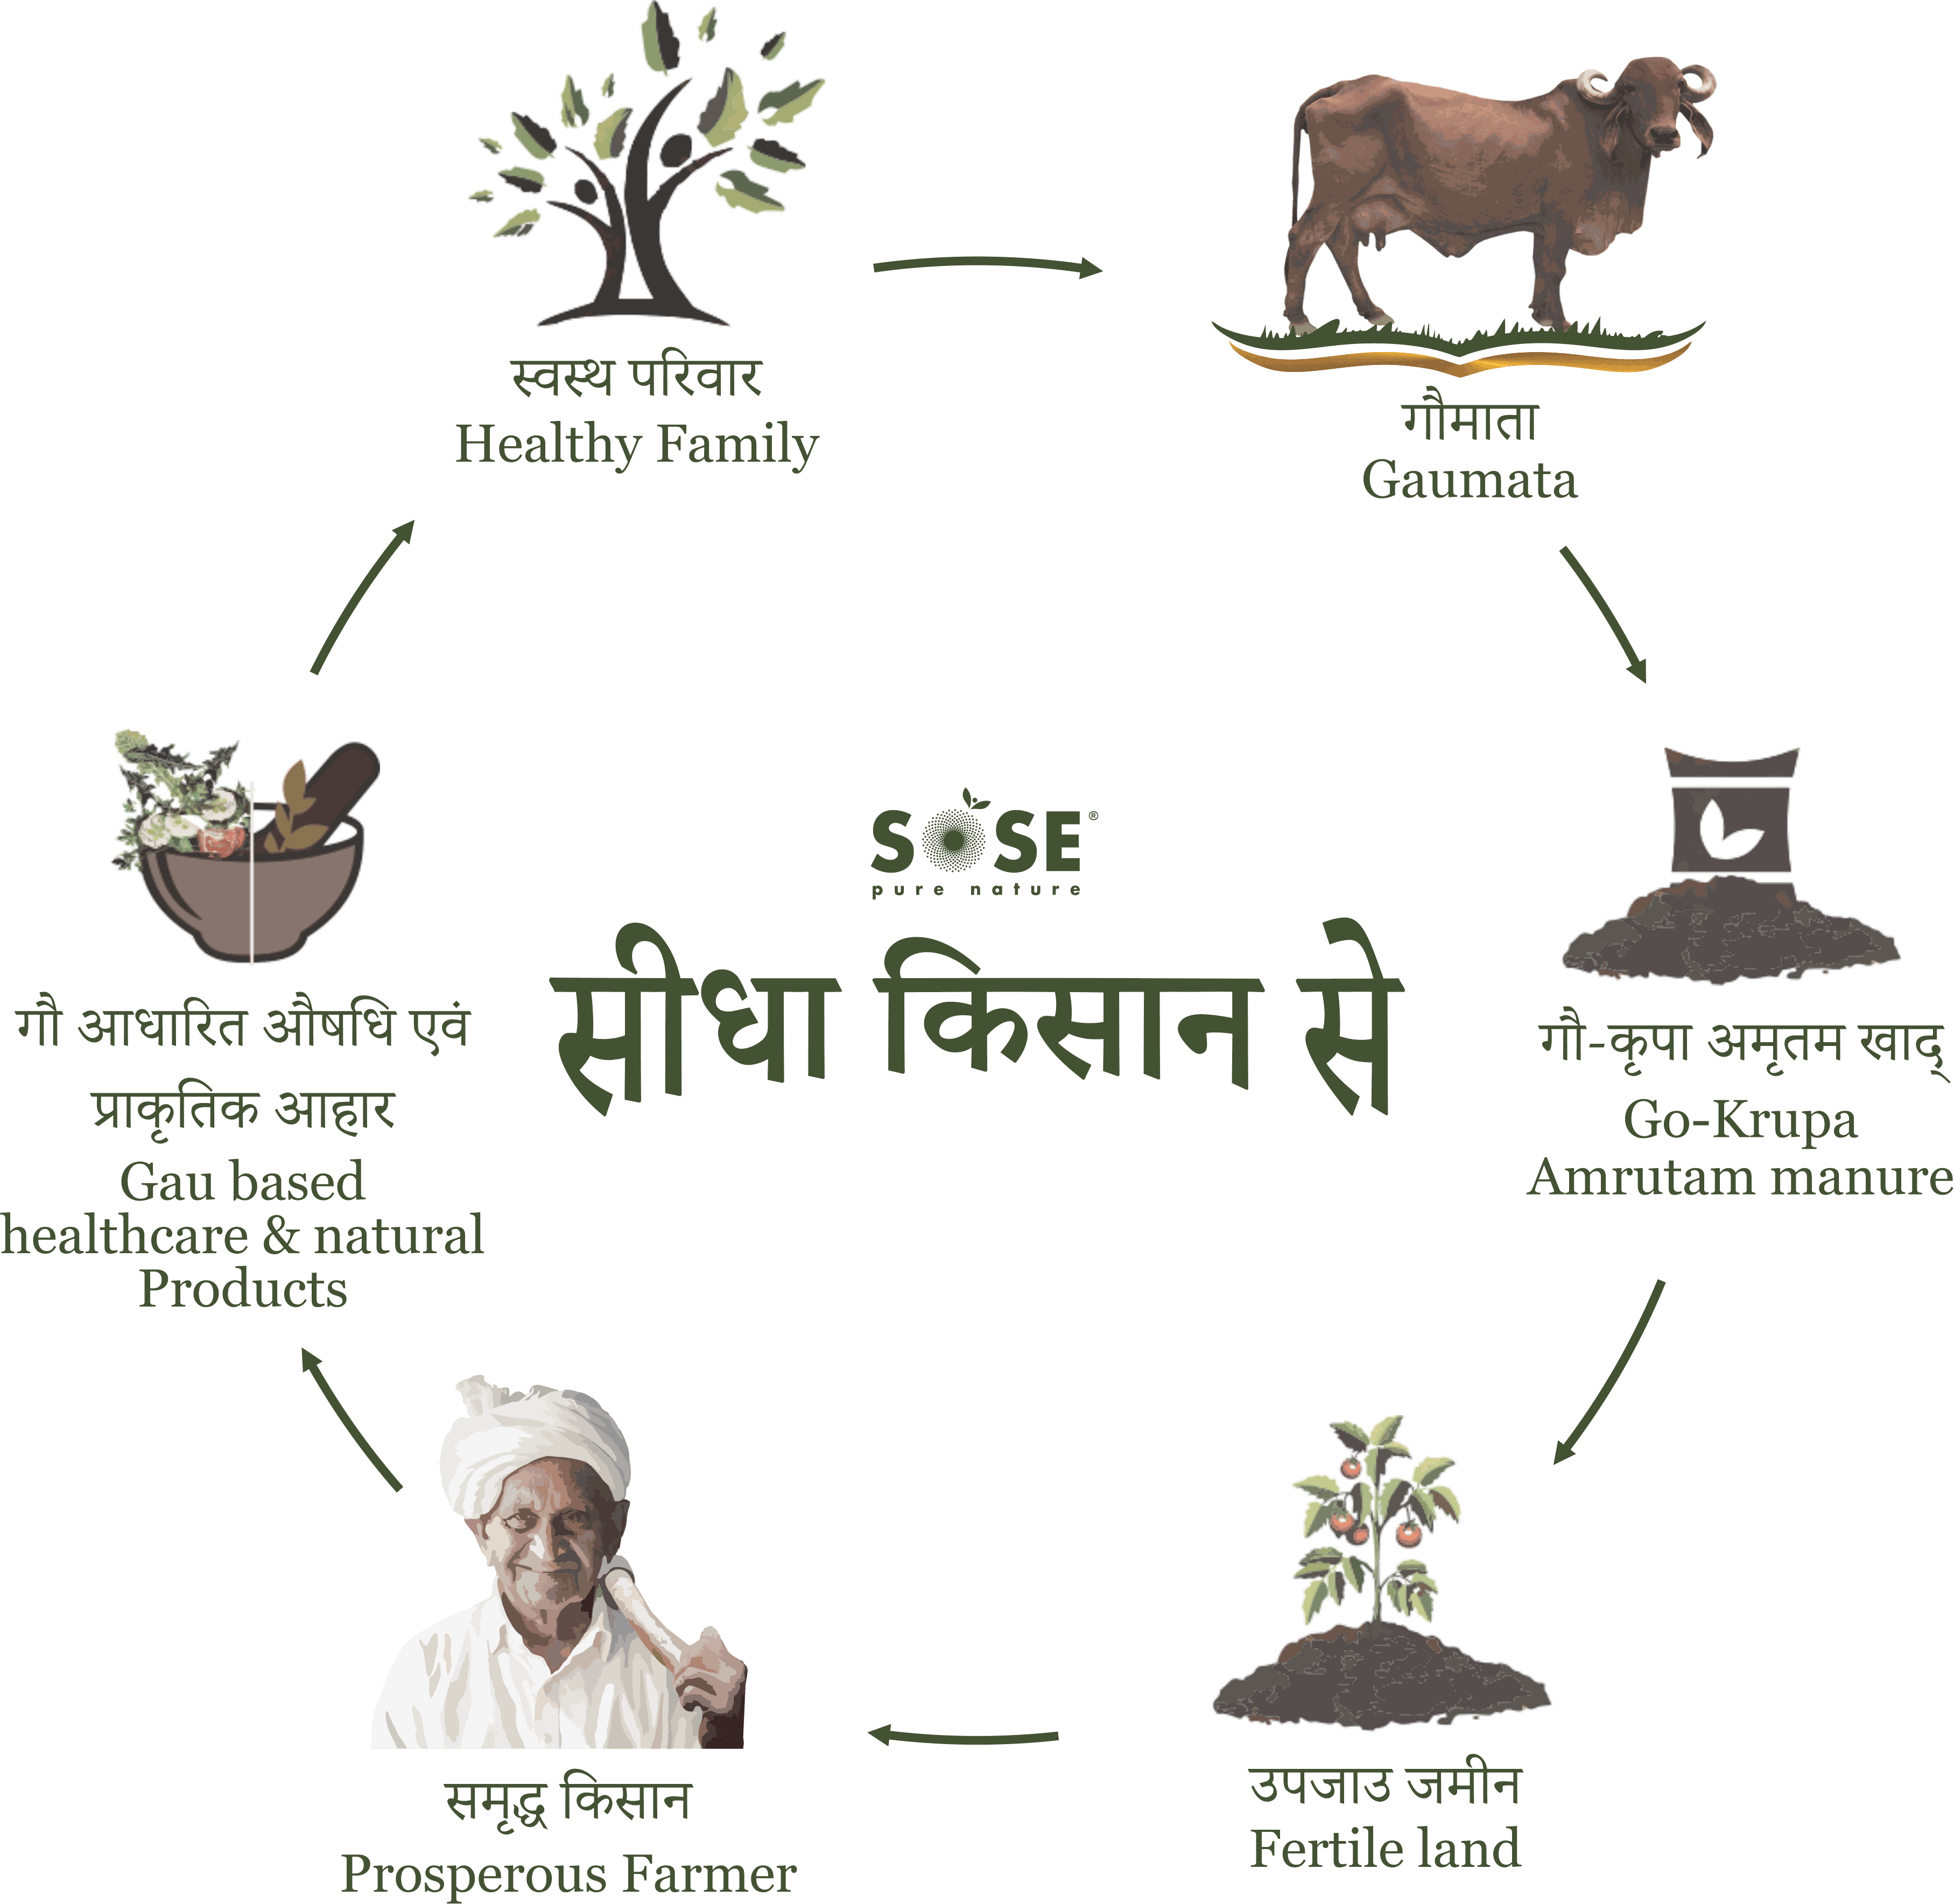 स्वस्थ परिवार
Healthy Family
गौमाता
Gaumata
गौ आधारित औषधि एवं
प्राकृतिक आहार
Gau based
healthcare & natural
Products
SOSE®
pure nature
सीधा किसान से
गौ-कृपा अमृतम खाद्
Go-Krupa
Amrutam manure
समृद्ध किसान
Prosperous Farmer
उपजाउ जमीन
Fertile land